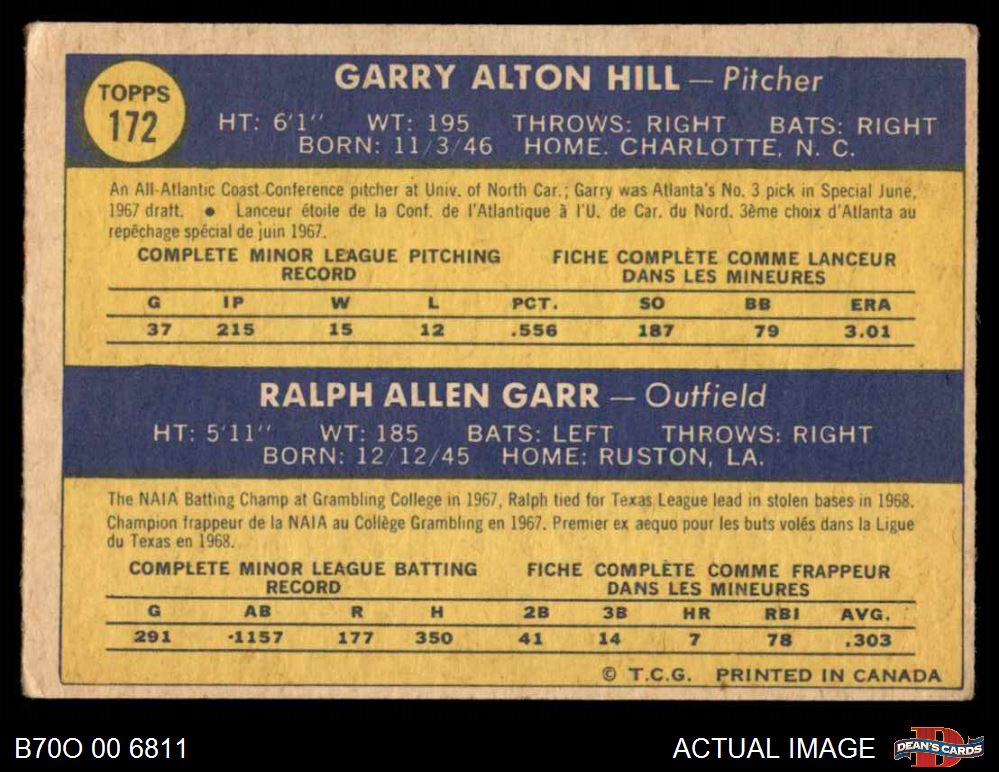 TOPPS
172
GARRY ALTON HILL — Pitcher
HT: 6'1" WT: 195 THROWS: RIGHT BATS: RIGHT
BORN: 11/3/46 HOME. CHARLOTTE, N. C.
An All-Atlantic Coast Conference pitcher at Univ. of North Car.; Garry was Atlanta's No. 3 pick in Special June,
1967 draft. ● Lanceur étoile de la Conf. de l'Atlantique à l'U. de Car. du Nord. 3ème choix d'Atlanta au
repêchage spécial de juin 1967.
COMPLETE MINOR LEAGUE PITCHING
RECORD
FICHE COMPLÈTE COMME LANCEUR
DANS LES MINEURES
G IP W L PCT. SO BB ERA
37 215 15 12 .556 187 79 3.01
RALPH ALLEN GARR — Outfield
HT: 5'11" WT: 185 BATS: LEFT THROWS: RIGHT
BORN: 12/12/45 HOME: RUSTON, LA.
The NAIA Batting Champ at Grambling College in 1967, Ralph tied for Texas League lead in stolen bases in 1968.
Champion frappeur de la NAIA au Collège Grambling en 1967. Premier ex aequo pour les buts volés dans la Ligue
du Texas en 1968.
COMPLETE MINOR LEAGUE BATTING
RECORD
FICHE COMPLÈTE COMME FRAPPEUR
DANS LES MINEURES
G AB R H 2B 3B HR RBI AVG.
291 -1157 177 350 41 14 7 78 .303
© T.C.G. PRINTED IN CANADA
B70O 00 6811
ACTUAL IMAGE
DEAN'S CARDS